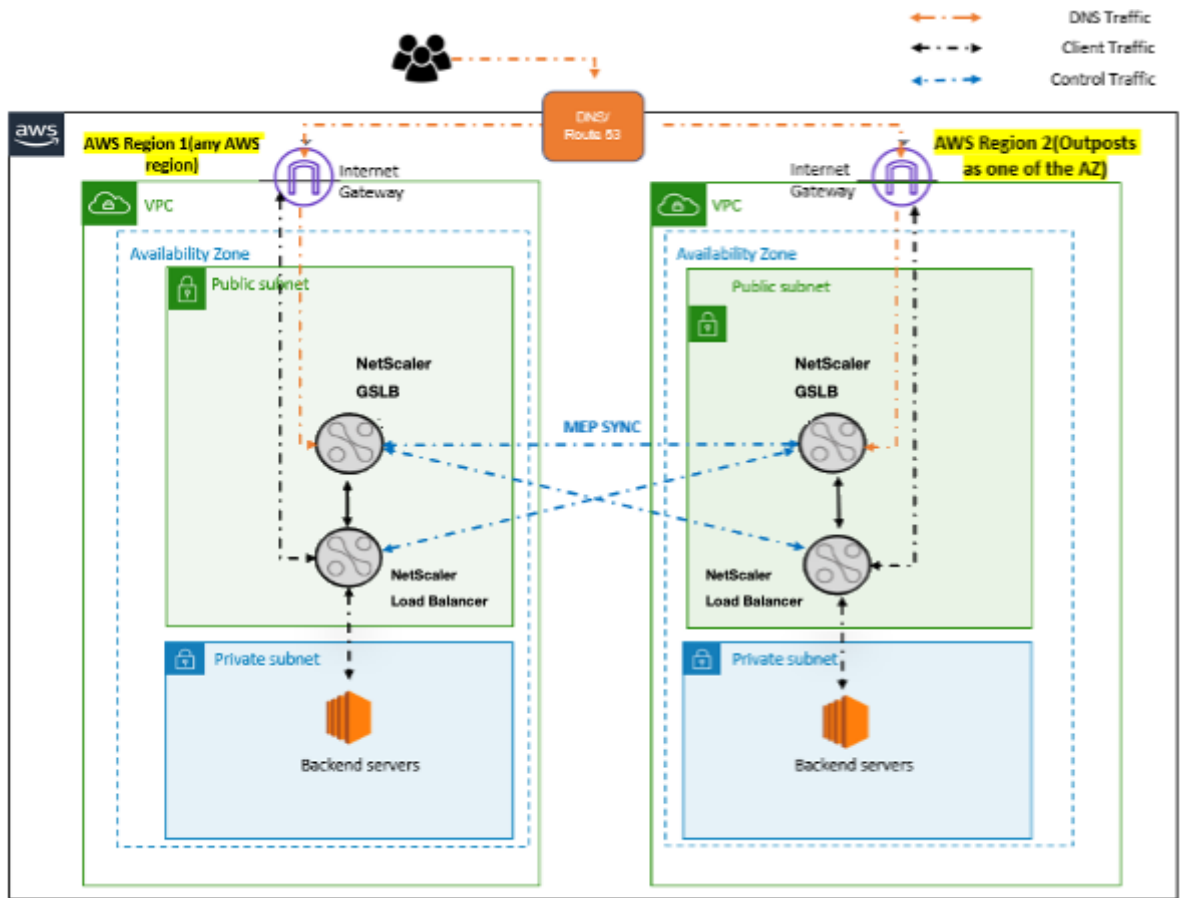 DNS Traffic
Client Traffic
Control Traffic
DNS/
Route 53
aws
AWS Region 1(any AWS
region)
Internet
Gateway
AWS Region 2(Outposts
as one of the AZ)
Internet
Gateway
VPC
VPC
Availability Zone
Availability Zone
Public subnet
Public subnet
NetScaler
GSLB
NetScaler
GSLB
MEP SYNC
NetScaler
Load Balancer
NetScaler
Load Balancer
Private subnet
Private subnet
Backend servers
Backend servers